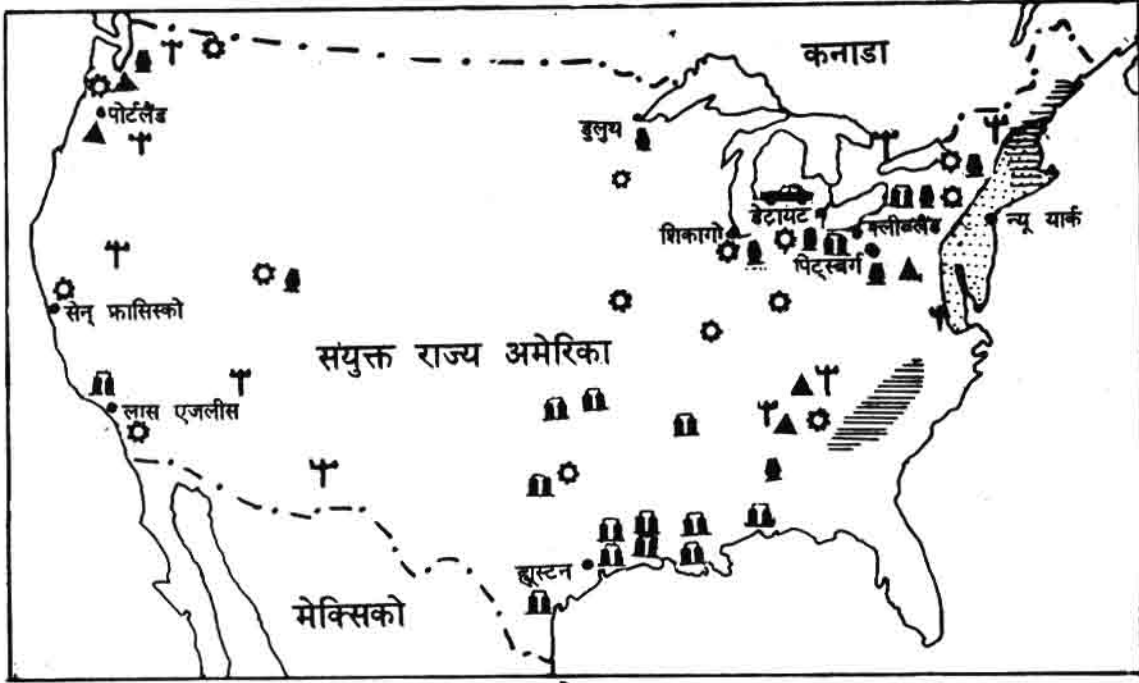 कनाडा
पोर्टलैंड
डुलुथ
डेट्रायट
शिकागो
क्लीवलैंड
न्यू यार्क
पिट्सबर्ग
सेन् फ्रासिस्को
संयुक्त राज्य अमेरिका
लास एजलीस
ह्यूस्टन
मेक्सिको